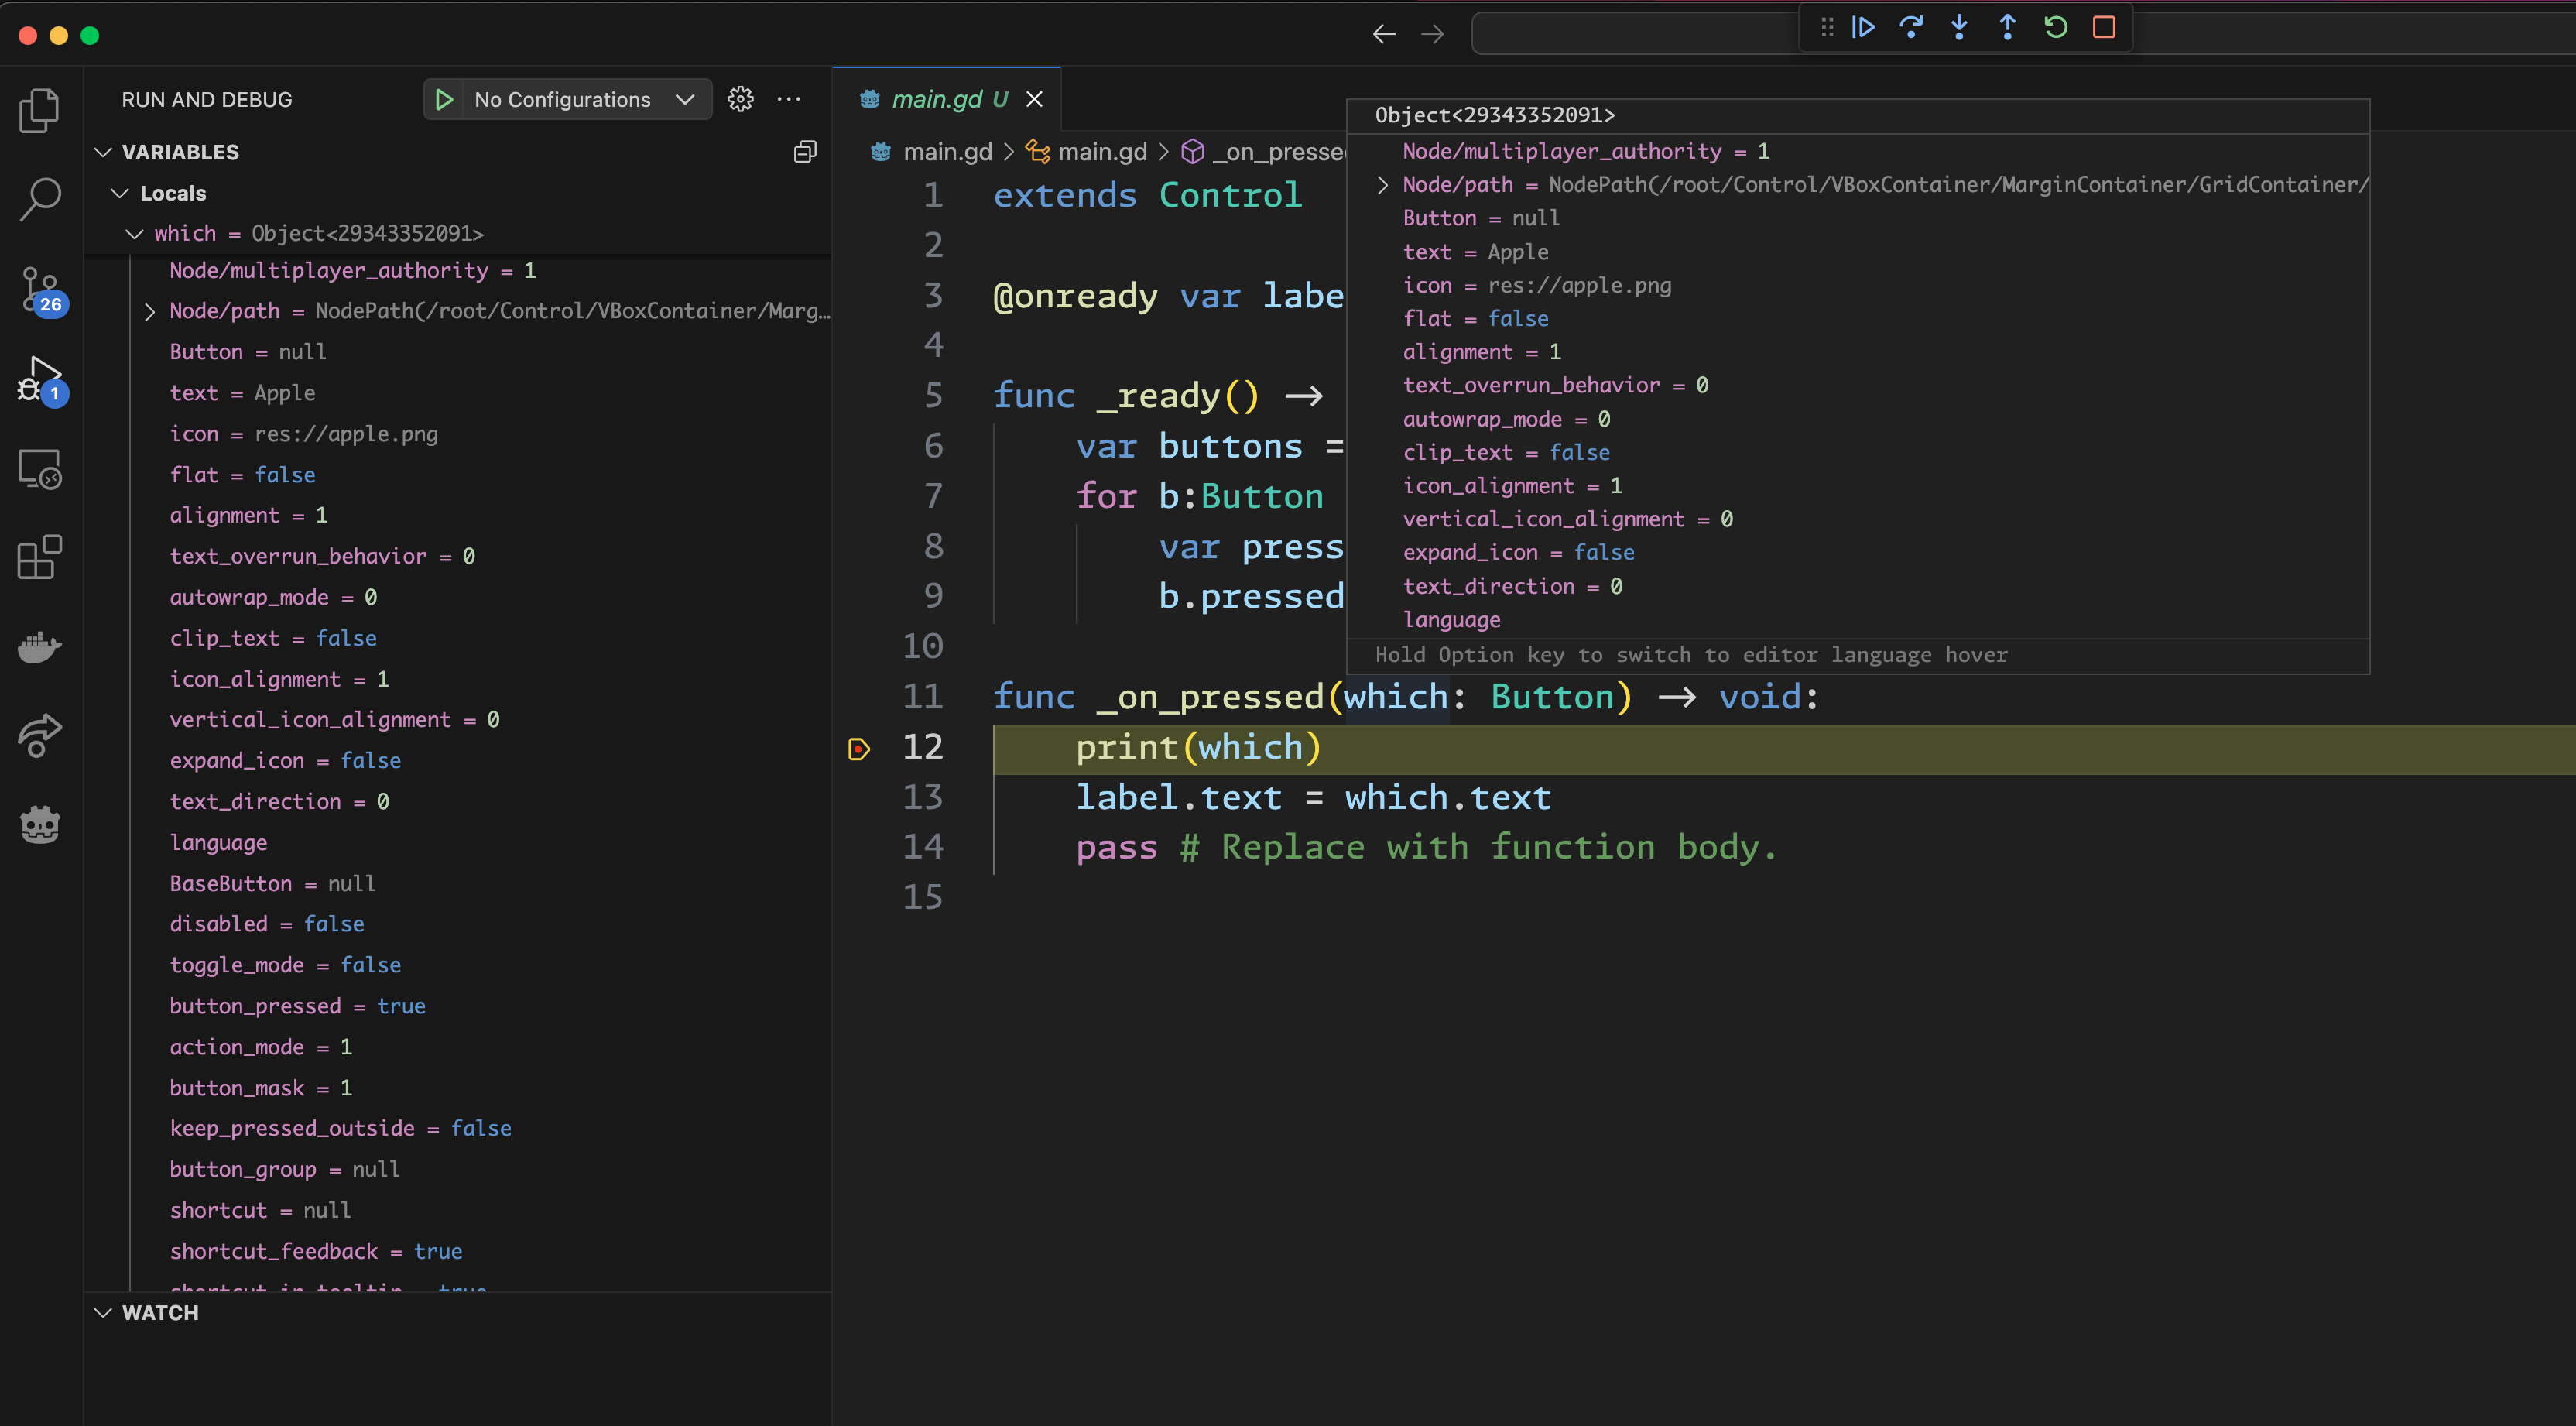 RUN AND DEBUG
No Configurations
VARIABLES
Locals
which = Object<29343352091>
Node/multiplayer_authority = 1
Node/path = NodePath(/root/Control/VBoxContainer/Marg…
Button = null
text = Apple
icon = res://apple.png
flat = false
alignment = 1
text_overrun_behavior = 0
autowrap_mode = 0
clip_text = false
icon_alignment = 1
vertical_icon_alignment = 0
expand_icon = false
text_direction = 0
language
BaseButton = null
disabled = false
toggle_mode = false
button_pressed = true
action_mode = 1
button_mask = 1
keep_pressed_outside = false
button_group = null
shortcut = null
shortcut_feedback = true
shortcut_in_tooltip = true
WATCH
26
1
main.gd U
main.gd > main.gd > _on_presse
1 extends Control
2
3 @onready var labe
4
5 func _ready() →
6 var buttons =
7 for b:Button
8 var press
9 b.pressed
10
11 func _on_pressed(which: Button) → void:
12 print(which)
13 label.text = which.text
14 pass # Replace with function body.
15
Object<29343352091>
Node/multiplayer_authority = 1
Node/path = NodePath(/root/Control/VBoxContainer/MarginContainer/GridContainer/
Button = null
text = Apple
icon = res://apple.png
flat = false
alignment = 1
text_overrun_behavior = 0
autowrap_mode = 0
clip_text = false
icon_alignment = 1
vertical_icon_alignment = 0
expand_icon = false
text_direction = 0
language
Hold Option key to switch to editor language hover